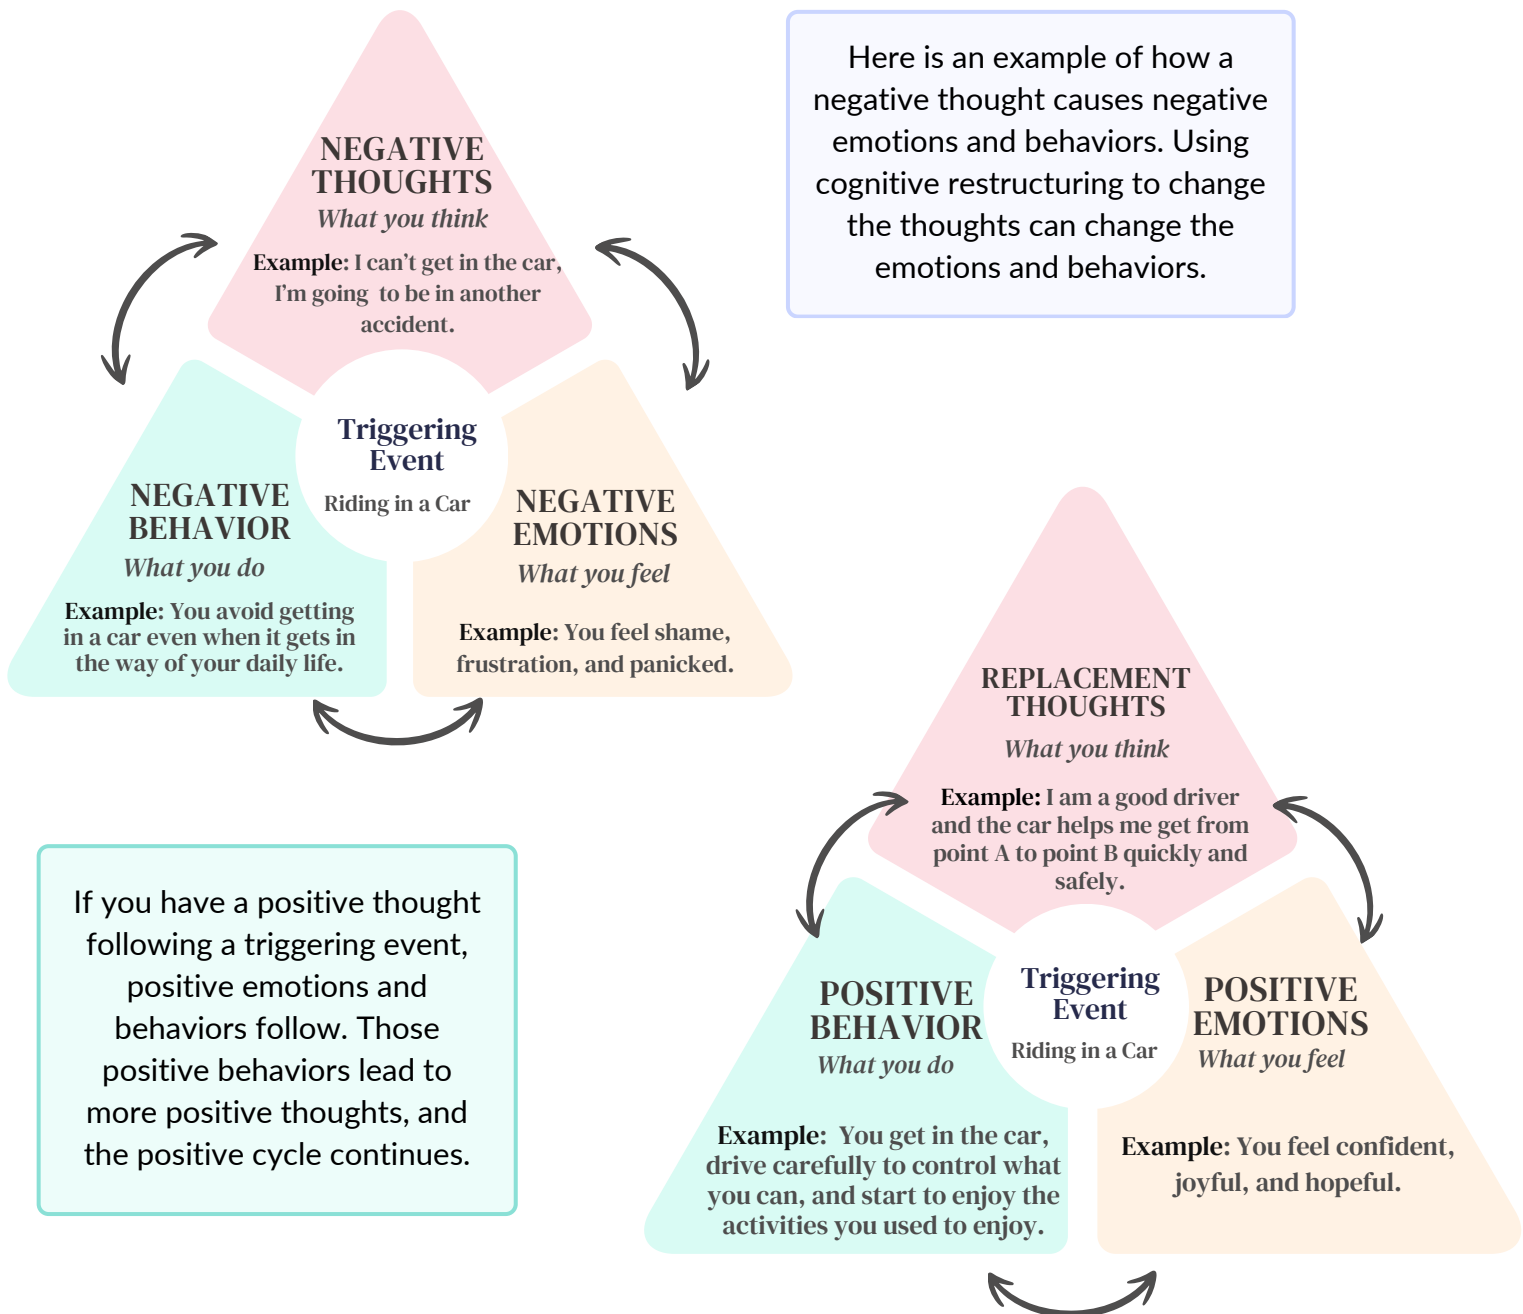 NEGATIVE
THOUGHTS
What you think
Example: I can't get in the car,
I'm going to be in another
accident.
Triggering
Event
Riding in a Car
NEGATIVE
BEHAVIOR
What you do
Example: You avoid getting
in a car even when it gets in
the way of your daily life.
NEGATIVE
EMOTIONS
What you feel
Example: You feel shame,
frustration, and panicked.
Here is an example of how a
negative thought causes negative
emotions and behaviors. Using
cognitive restructuring to change
the thoughts can change the
emotions and behaviors.
If you have a positive thought
following a triggering event,
positive emotions and
behaviors follow. Those
positive behaviors lead to
more positive thoughts, and
the positive cycle continues.
REPLACEMENT
THOUGHTS
What you think
Example: I am a good driver
and the car helps me get from
point A to point B quickly and
safely.
Triggering
Event
Riding in a Car
POSITIVE
BEHAVIOR
What you do
Example: You get in the car,
drive carefully to control what
you can, and start to enjoy the
activities you used to enjoy.
POSITIVE
EMOTIONS
What you feel
Example: You feel confident,
joyful, and hopeful.